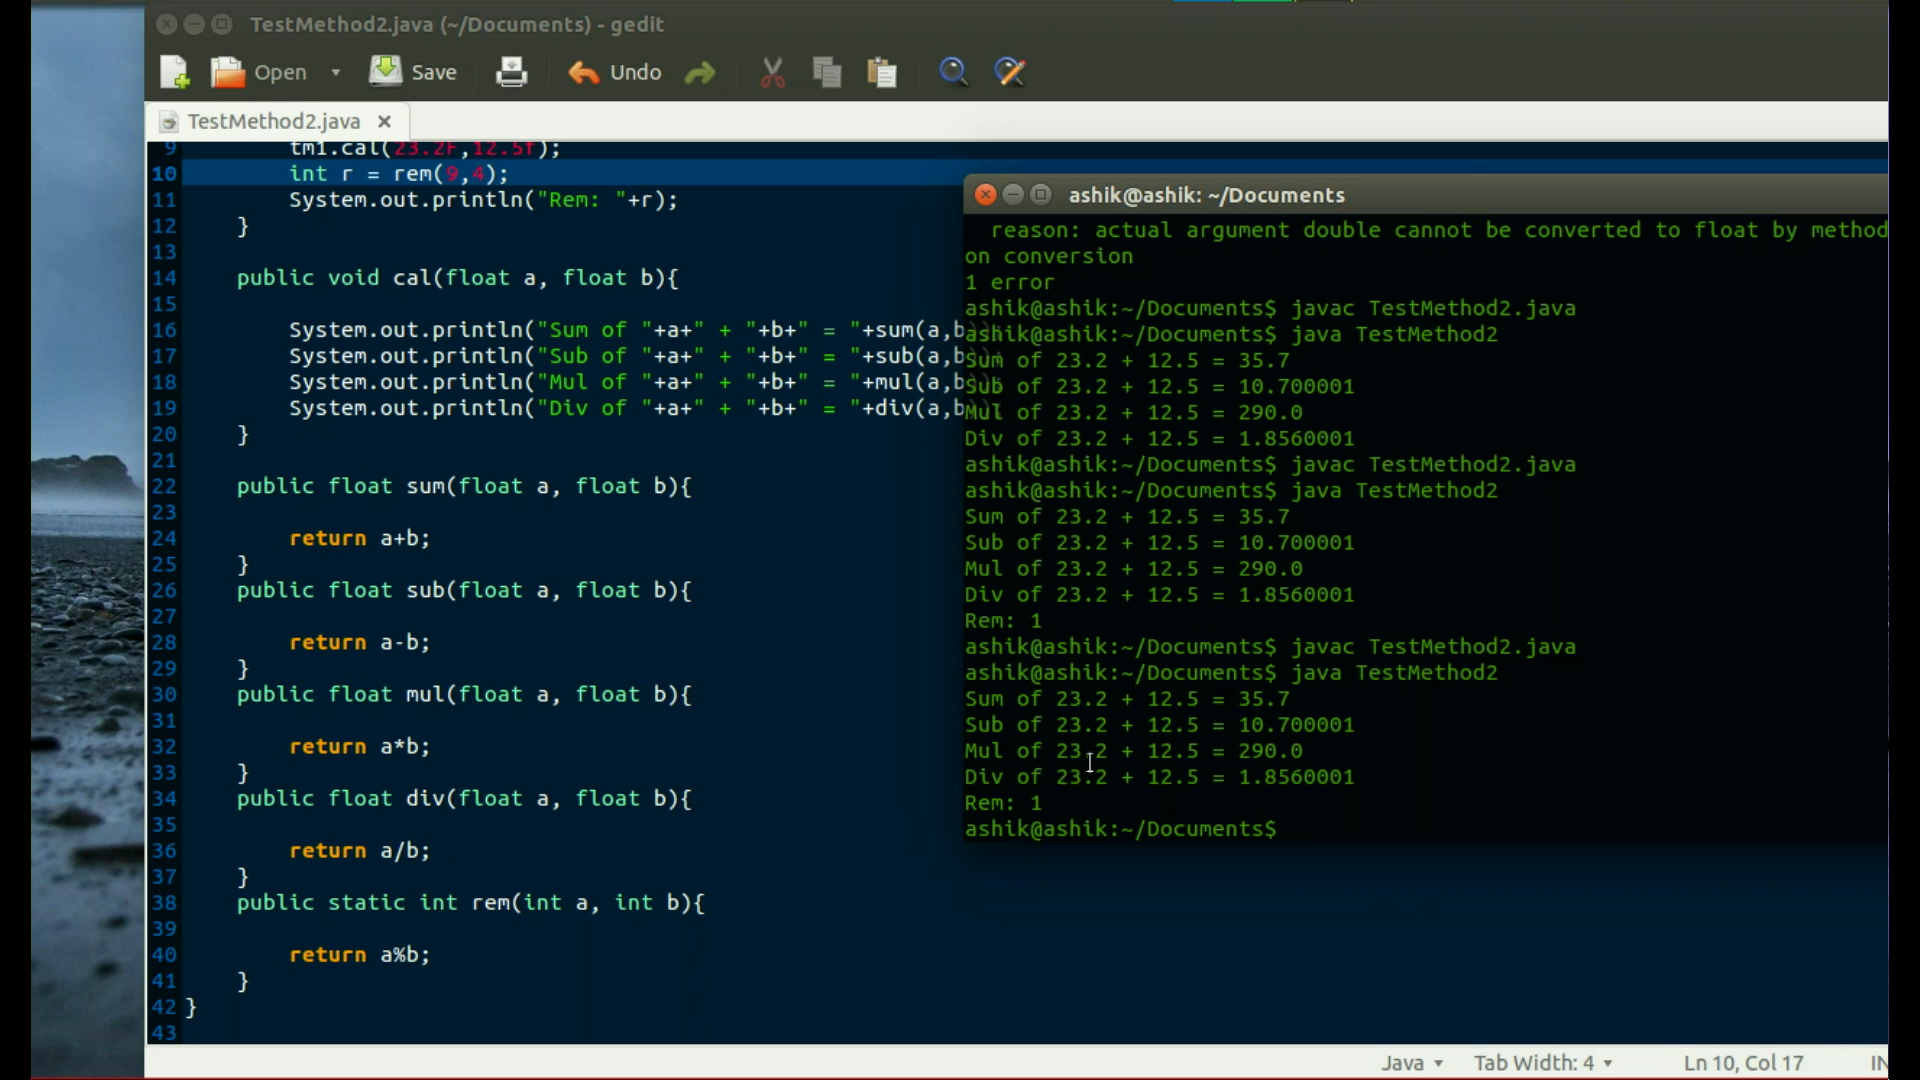 TestMethod2.java (~/Documents) - gedit
Open Save Undo
TestMethod2.java
9 tm1.cal(23.2F,12.5f);
10 int r = rem(9,4);
11 System.out.println("Rem: "+r);
12 }
13
14 public void cal(float a, float b){
15
16 System.out.println("Sum of "+a+" + "+b+" = "+sum(a,b
17 System.out.println("Sub of "+a+" + "+b+" = "+sub(a,b
18 System.out.println("Mul of "+a+" + "+b+" = "+mul(a,b
19 System.out.println("Div of "+a+" + "+b+" = "+div(a,b
20 }
21
22 public float sum(float a, float b){
23
24 return a+b;
25 }
26 public float sub(float a, float b){
27
28 return a-b;
29 }
30 public float mul(float a, float b){
31
32 return a*b;
33 }
34 public float div(float a, float b){
35
36 return a/b;
37 }
38 public static int rem(int a, int b){
39
40 return a%b;
41 }
42 }
43
ashik@ashik: ~/Documents
reason: actual argument double cannot be converted to float by method
on conversion
1 error
ashik@ashik:~/Documents$ javac TestMethod2.java
ashik@ashik:~/Documents$ java TestMethod2
Sum of 23.2 + 12.5 = 35.7
Sub of 23.2 + 12.5 = 10.700001
Mul of 23.2 + 12.5 = 290.0
Div of 23.2 + 12.5 = 1.8560001
ashik@ashik:~/Documents$ javac TestMethod2.java
ashik@ashik:~/Documents$ java TestMethod2
Sum of 23.2 + 12.5 = 35.7
Sub of 23.2 + 12.5 = 10.700001
Mul of 23.2 + 12.5 = 290.0
Div of 23.2 + 12.5 = 1.8560001
Rem: 1
ashik@ashik:~/Documents$ javac TestMethod2.java
ashik@ashik:~/Documents$ java TestMethod2
Sum of 23.2 + 12.5 = 35.7
Sub of 23.2 + 12.5 = 10.700001
Mul of 23.2 + 12.5 = 290.0
Div of 23.2 + 12.5 = 1.8560001
Rem: 1
ashik@ashik:~/Documents$
Java Tab Width: 4 Ln 10, Col 17